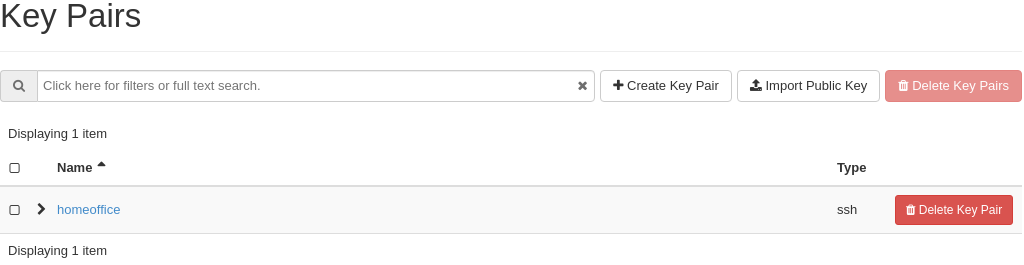 Key Pairs
Click here for filters or full text search.
Create Key Pair
Import Public Key
Delete Key Pairs
Displaying 1 item
Name Type
homeoffice ssh Delete Key Pair
Displaying 1 item